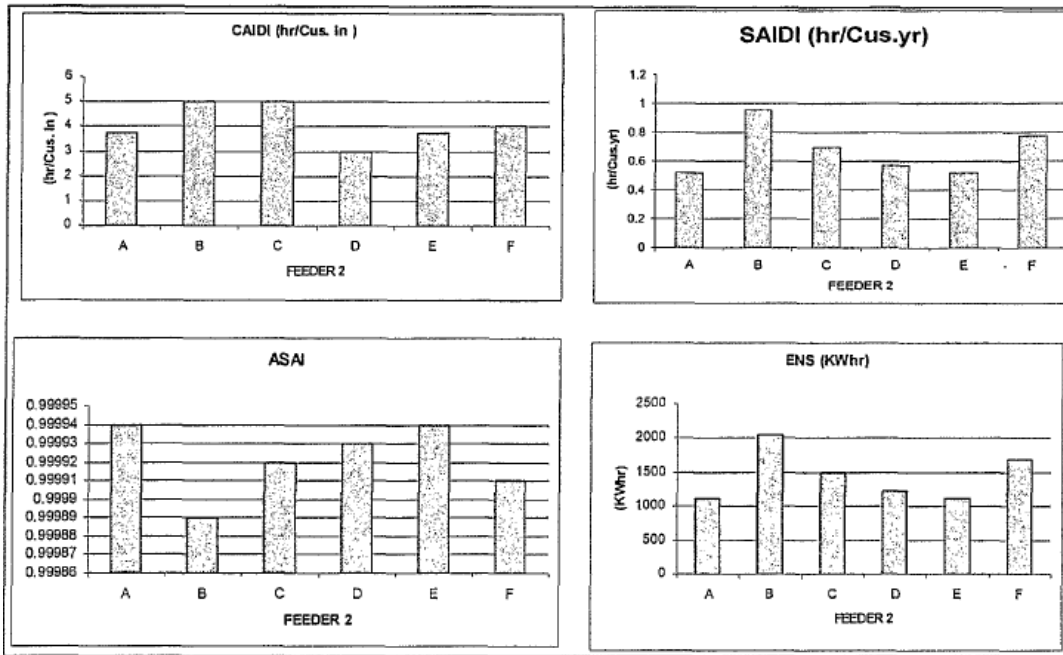 CAIDI (hr/Cus. In )
6
5
4
3
2
1
0
(hr/Cus. In )
A B C D E F
FEEDER 2
SAIDI (hr/Cus.yr)
1.2
1
0.8
0.6
0.4
0.2
0
(hr/Cus.yr)
A B C D E . F
FEEDER 2
ASAI
0.99995
0.99994
0.99993
0.99992
0.99991
0.9999
0.99989
0.99988
0.99987
0.99986
A B C D E F
FEEDER 2
ENS (KWhr)
2500
2000
1500
1000
500
0
(KWhr)
A B C D E F
FEEDER 2